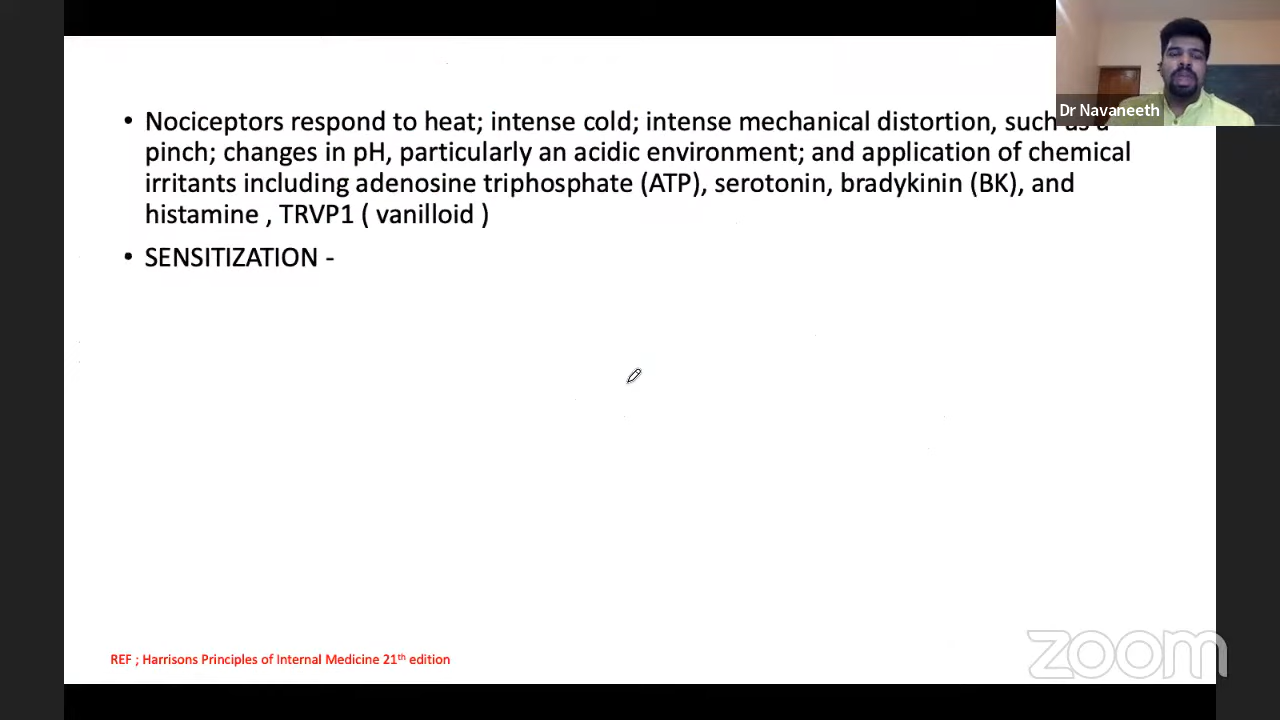 Dr Navaneeth
• Nociceptors respond to heat; intense cold; intense mechanical distortion, such as a
pinch; changes in pH, particularly an acidic environment; and application of chemical
irritants including adenosine triphosphate (ATP), serotonin, bradykinin (BK), and
histamine , TRVP1 ( vanilloid )
• SENSITIZATION -
REF ; Harrisons Principles of Internal Medicine 21th edition
zoom